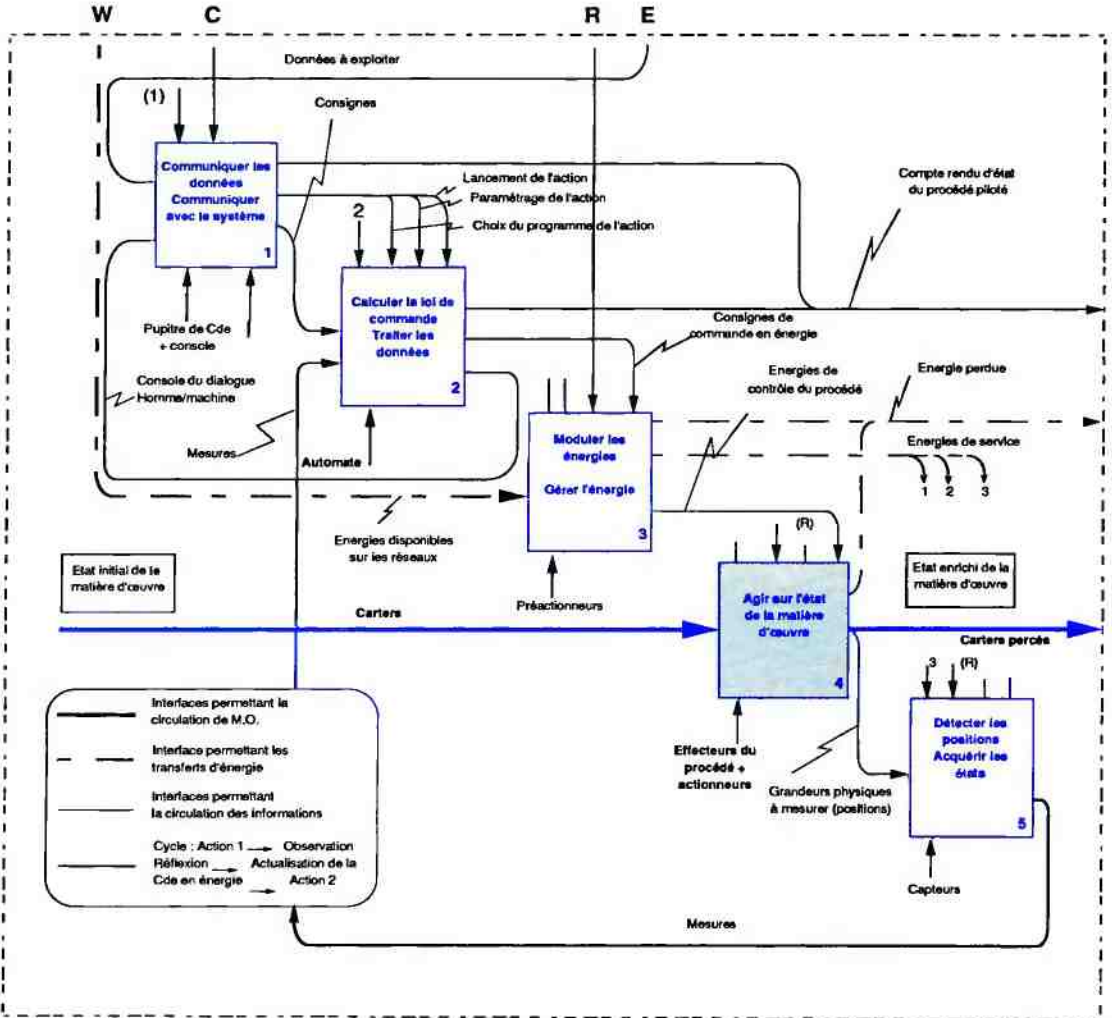 W
C
R
E
Données à exploiter
(1)
Consignes
Communiquer les
données
Communiquer
avec le système
1
Lancement de l'action
Paramétrage de l'action
Choix du programme de l'action
2
Compte rendu d'état
du procédé piloté
Calculer la loi de
commande
Traiter les
données
2
Pupitre de Cde
+ console
Consignes de
commande en énergie
Console du dialogue
Homme/machine
Energies de
contrôle du procédé
Energie perdue
Mesures
Automate
Moduler les
énergies
Gérer l'énergie
3
Energies de service
1
2
3
Energies disponibles
sur les réseaux
(R)
Etat initial de la
matière d'œuvre
Etat enrichi de la
matière d'œuvre
Préactionneurs
Agir sur l'état
de la matière
d'œuvre
4
Carters
Carters percés
3
(R)
Interfaces permettant la
circulation de M.O.
Interface permettant les
transferts d'énergie
Interfaces permettant
la circulation des informations
Cycle : Action 1 → Observation
Réflexion → Actualisation de la
Cde en énergie → Action 2
Effecteurs du
procédé +
actionneurs
Grandeurs physiques
à mesurer (positions)
Détecter les
positions
Acquérir les
états
5
Capteurs
Mesures